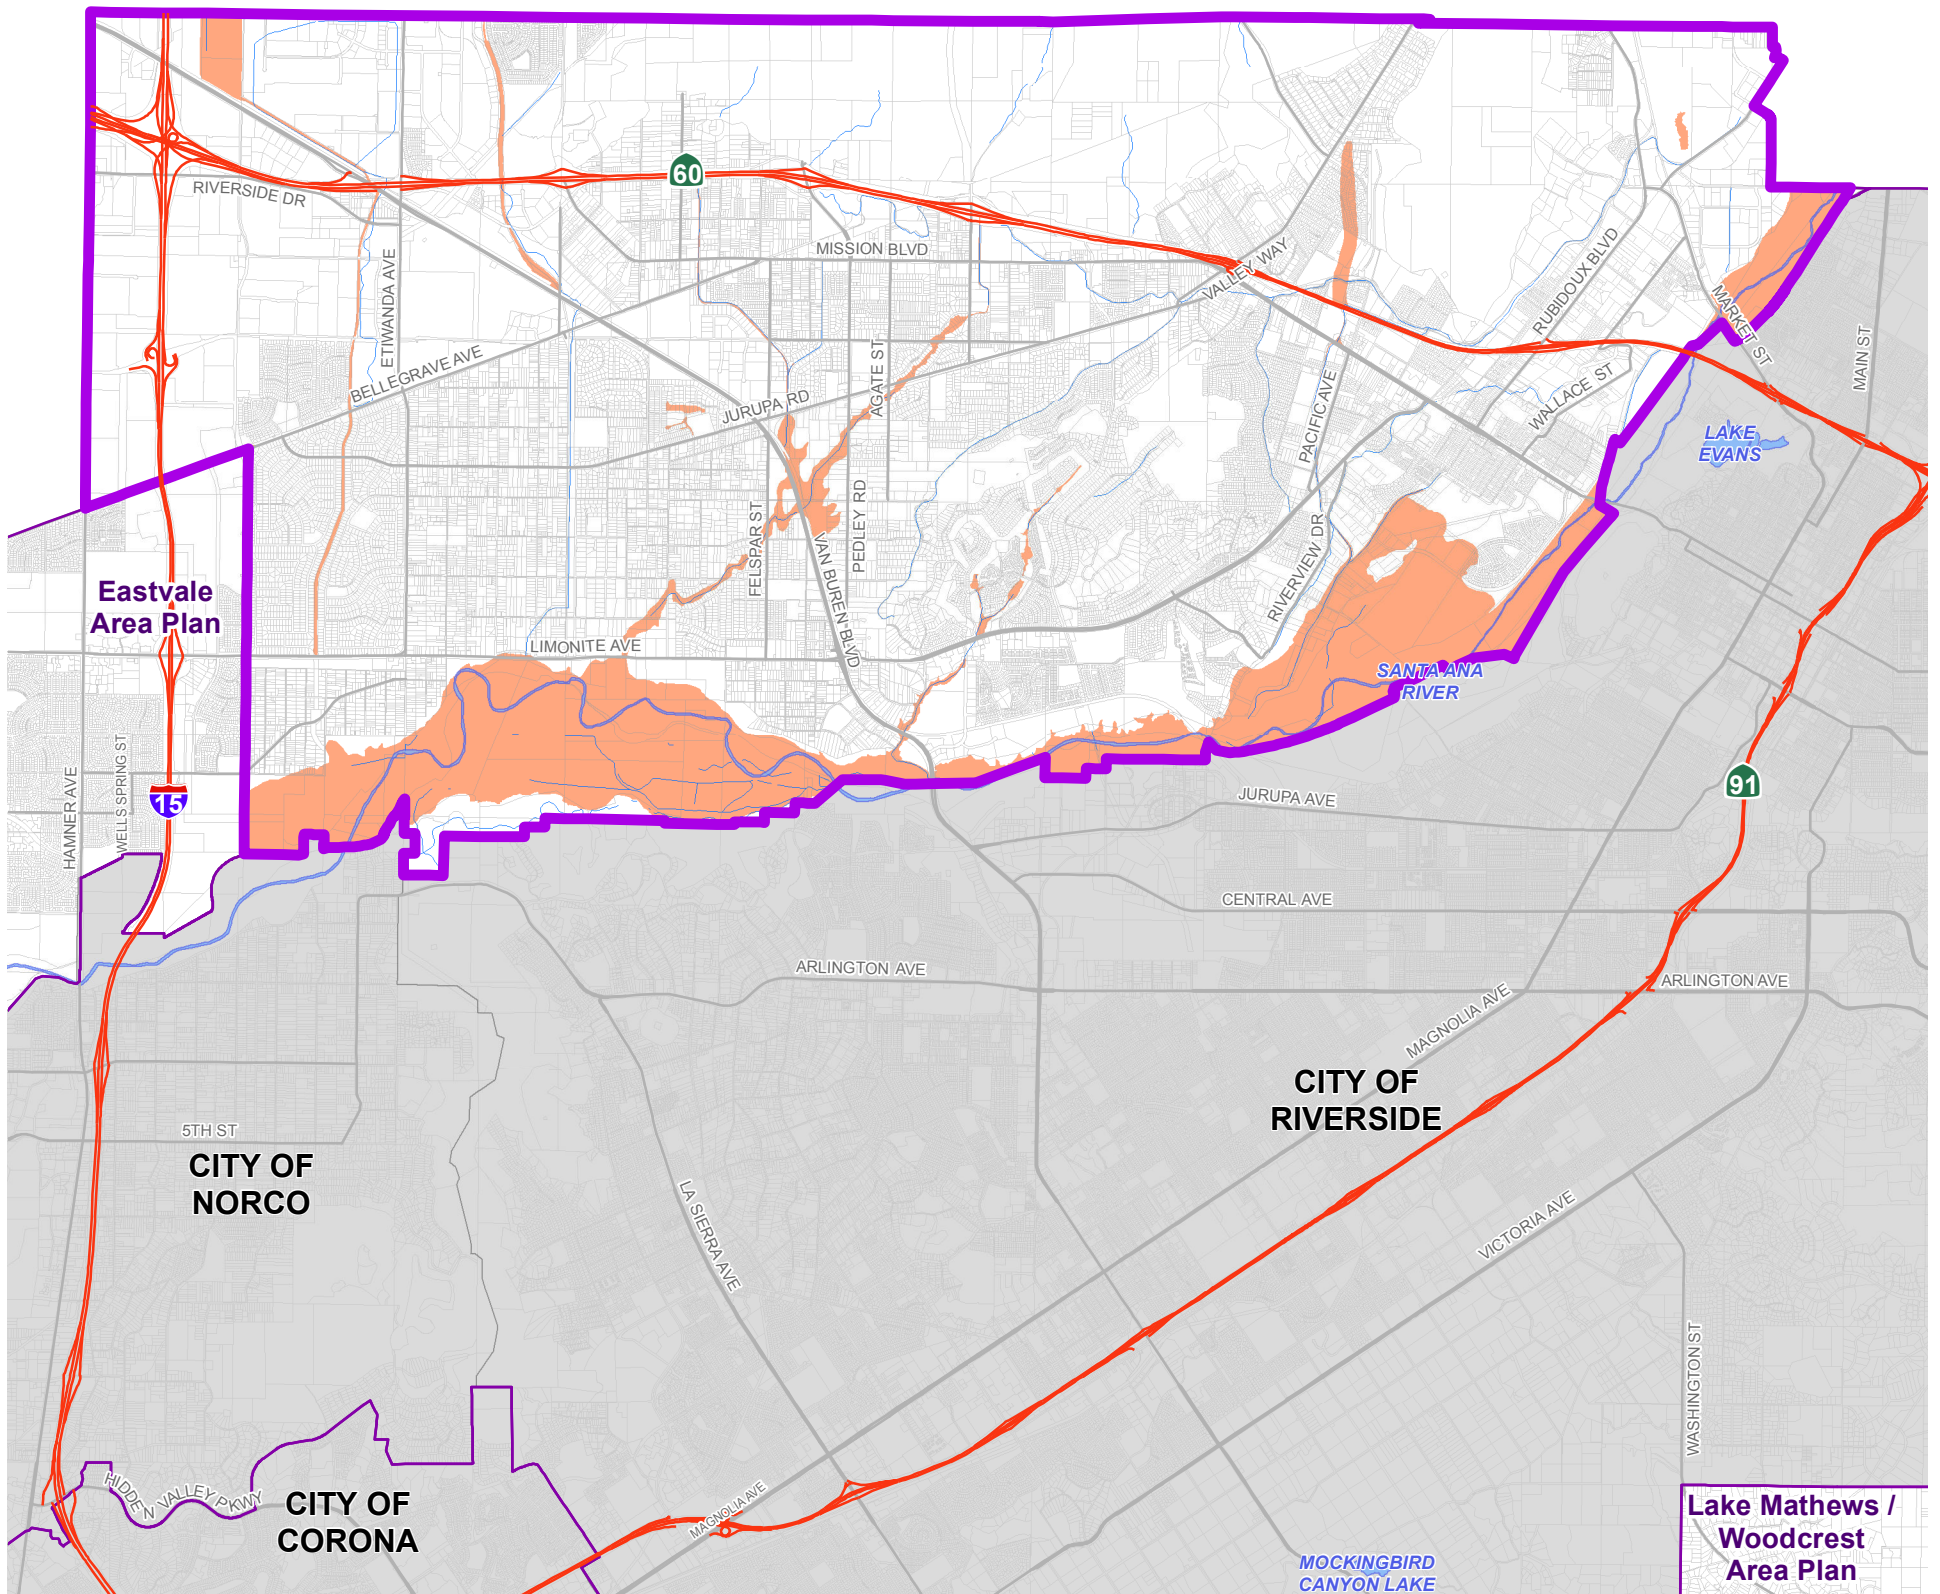 60
RIVERSIDE DR
MISSION BLVD
VALLEY WAY
RUBIDOUX BLVD
ETIWANDA AVE
MARKET ST
MAIN ST
BELLEGRAVE AVE
AGATE ST
JURUPA RD
PACIFIC AVE
WALLACE ST
LAKE
EVANS
FELSPAR ST
PEDLEY RD
VAN BUREN BLVD
RIVERVIEW DR
Eastvale
Area Plan
LIMONITE AVE
SANTA ANA
RIVER
WELLSPRING ST
HAMNER AVE
15
91
JURUPA AVE
CENTRAL AVE
ARLINGTON AVE
ARLINGTON AVE
MAGNOLIA AVE
CITY OF
RIVERSIDE
5TH ST
CITY OF
NORCO
LA SIERRA AVE
VICTORIA AVE
WASHINGTON ST
HIDDEN VALLEY PKWY
CITY OF
CORONA
MAGNOLIA AVE
Lake Mathews /
Woodcrest
Area Plan
MOCKINGBIRD
CANYON LAKE